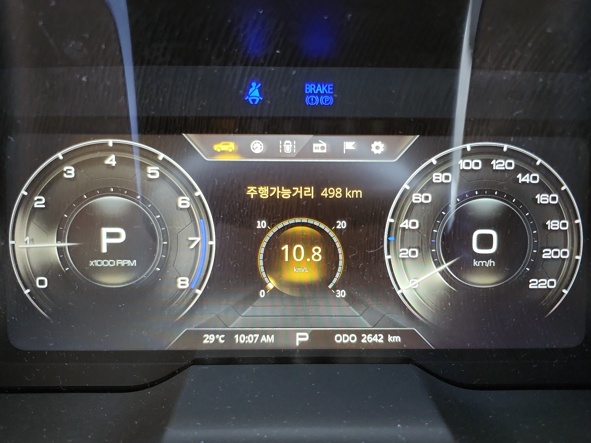 BRAKE
주행가능거리 498 km
0 1 2 3 4 5 6 7 8
P
x1000 RPM
0 10 20 30
10.8
km/L
0 20 40 60 80 100 120 140 160 180 200 220
0
km/h
29°C 10:07 AM P ODO 2642 km